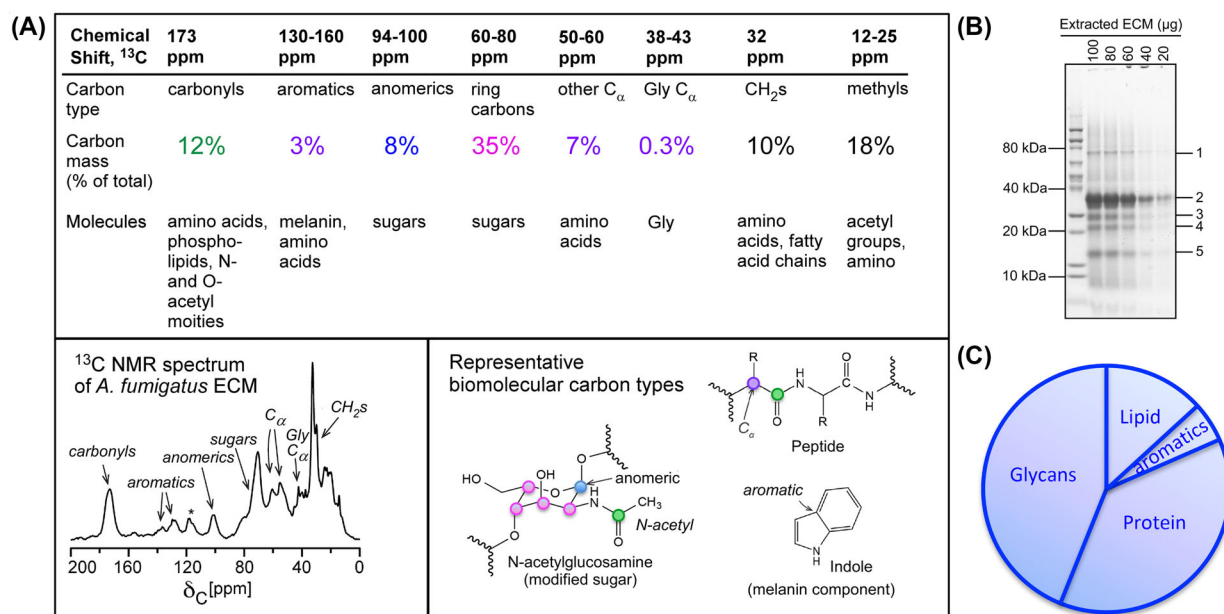 (A)
Chemical Shift, ¹³C 173 ppm 130-160 ppm 94-100 ppm 60-80 ppm 50-60 ppm 38-43 ppm 32 ppm 12-25 ppm
Carbon type carbonyls aromatics anomerics ring carbons other Cα Gly Cα CH₂s methyls
Carbon mass (% of total) 12% 3% 8% 35% 7% 0.3% 10% 18%
Molecules amino acids, phospho-lipids, N- and O-acetyl moities melanin, amino acids sugars sugars amino acids Gly amino acids, fatty acid chains acetyl groups, amino
¹³C NMR spectrum
of A. fumigatus ECM
carbonyls
aromatics
*
anomerics
sugars
Cα
Gly
Cα
CH₂s
200 160 120 80 40 0
δC[ppm]
Representative
biomolecular carbon types
R
O
H
N
O
R
N
H
Cα
Peptide
O
HO
OH
O
anomeric
H
N
CH₃
O
O
N-acetyl
N-acetylglucosamine
(modified sugar)
aromatic
N
H
Indole
(melanin component)
(B)
Extracted ECM (µg)
100 80 60 40 20
80 kDa
40 kDa
20 kDa
10 kDa
1
2
3
4
5
(C)
Lipid
aromatics
Glycans
Protein